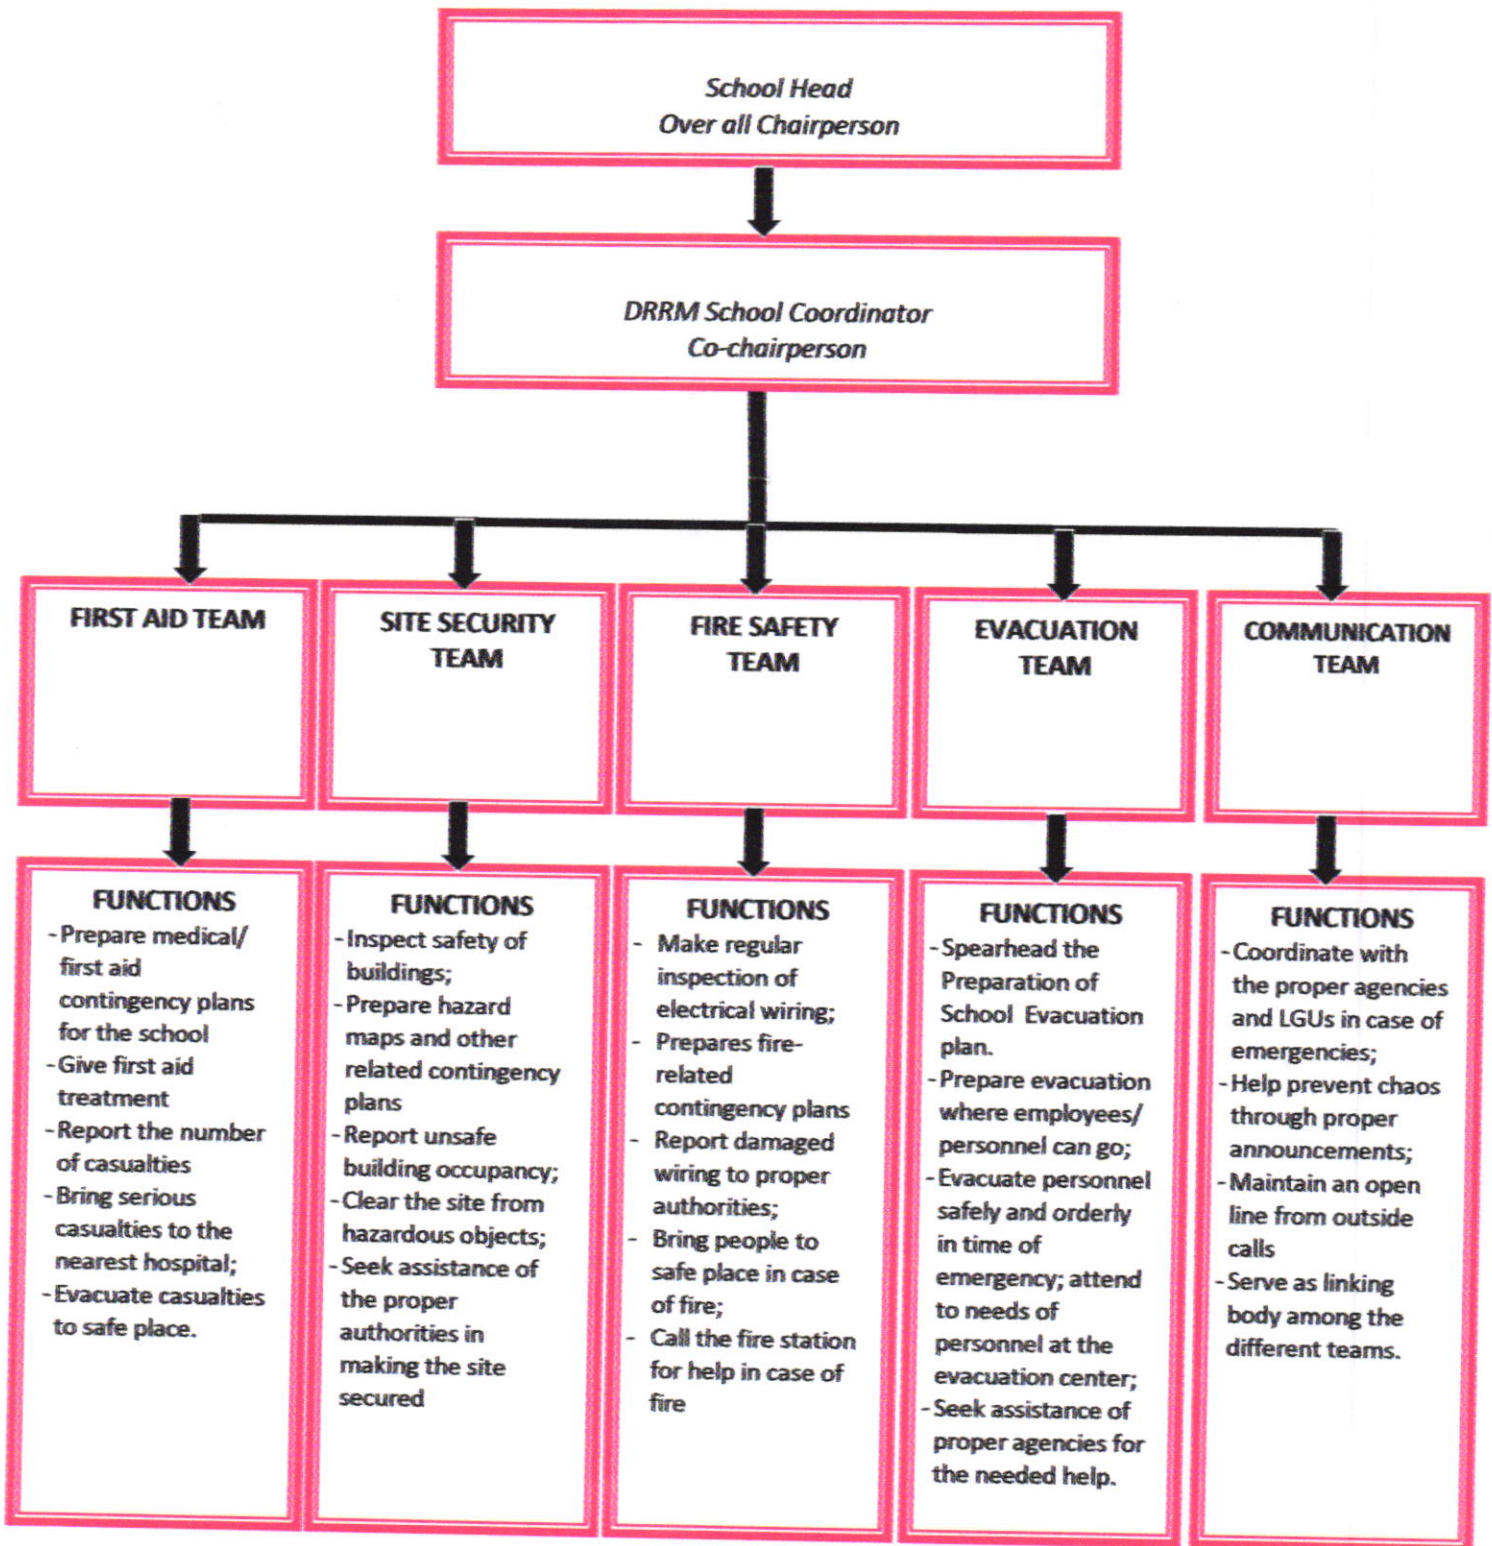 School Head
Over all Chairperson
DRRM School Coordinator
Co-chairperson
FIRST AID TEAM
SITE SECURITY
TEAM
FIRE SAFETY
TEAM
EVACUATION
TEAM
COMMUNICATION
TEAM
FUNCTIONS
-Prepare medical/
first aid
contingency plans
for the school
-Give first aid
treatment
-Report the number
of casualties
-Bring serious
casualties to the
nearest hospital;
-Evacuate casualties
to safe place.
FUNCTIONS
-Inspect safety of
buildings;
-Prepare hazard
maps and other
related contingency
plans
-Report unsafe
building occupancy;
-Clear the site from
hazardous objects;
-Seek assistance of
the proper
authorities in
making the site
secured
FUNCTIONS
- Make regular
inspection of
electrical wiring;
- Prepares fire-
related
contingency plans
- Report damaged
wiring to proper
authorities;
- Bring people to
safe place in case
of fire;
- Call the fire station
for help in case of
fire
FUNCTIONS
-Spearhead the
Preparation of
School Evacuation
plan.
-Prepare evacuation
where employees/
personnel can go;
-Evacuate personnel
safely and orderly
in time of
emergency; attend
to needs of
personnel at the
evacuation center;
-Seek assistance of
proper agencies for
the needed help.
FUNCTIONS
-Coordinate with
the proper agencies
and LGUs in case of
emergencies;
-Help prevent chaos
through proper
announcements;
-Maintain an open
line from outside
calls
-Serve as linking
body among the
different teams.